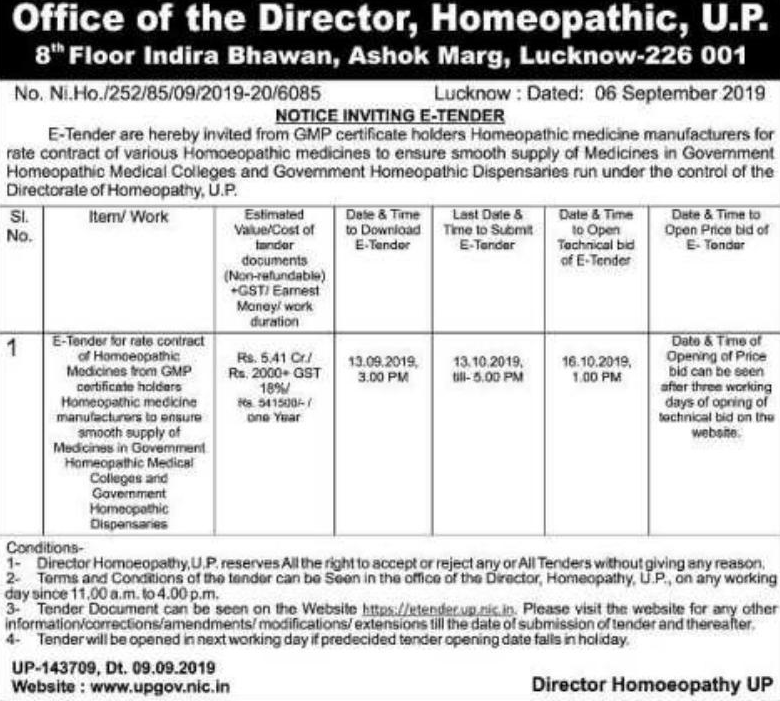 Office of the Director, Homeopathic, U.P.
8th Floor Indira Bhawan, Ashok Marg, Lucknow-226 001
No. Ni.Ho./252/85/09/2019-20/6085 Lucknow : Dated: 06 September 2019
NOTICE INVITING E-TENDER
E-Tender are hereby invited from GMP certificate holders Homeopathic medicine manufacturers for
rate contract of various Homoeopathic medicines to ensure smooth supply of Medicines in Government
Homeopathic Medical Colleges and Government Homeopathic Dispensaries run under the control of the
Directorate of Homeopathy, U.P.
Sl.
No.
Item/ Work
Estimated
Value/Cost of
tender
documents
(Non-refundable)
+GST/ Earnest
Money/ work
duration
Date & Time
to Download
E-Tender
Last Date &
Time to Submit
E-Tender
Date & Time
to Open
Technical bid
of E-Tender
Date & Time to
Open Price bid of
E- Tender
1
E-Tender for rate contract
of Homoeopathic
Medicines from GMP
certificate holders
Homeopathic medicine
manufacturers to ensure
smooth supply of
Medicines in Government
Homeopathic Medical
Colleges and
Government
Homeopathic
Dispensaries
Rs. 5.41 Cr./
Rs. 2000+ GST
18%/
Rs. 541500/- /
one Year
13.09.2019,
3.00 PM
13.10.2019,
till- 5.00 PM
16.10.2019,
1.00 PM
Date & Time of
Opening of Price
bid can be seen
after three working
days of opning of
technical bid on the
website.
Conditions-
1- Director Homoeopathy,U.P. reserves All the right to accept or reject any or All Tenders without giving any reason.
2- Terms and Conditions of the tender can be Seen in the office of the Director, Homeopathy, U.P., on any working
day since 11.00 a.m. to 4.00 p.m.
3- Tender Document can be seen on the Website https://etender.up.nic.in. Please visit the website for any other
information/corrections/amendments/ modifications/ extensions till the date of submission of tender and thereafter.
4- Tender will be opened in next working day if predecided tender opening date falls in holiday.
UP-143709, Dt. 09.09.2019
Website : www.upgov.nic.in Director Homoeopathy UP